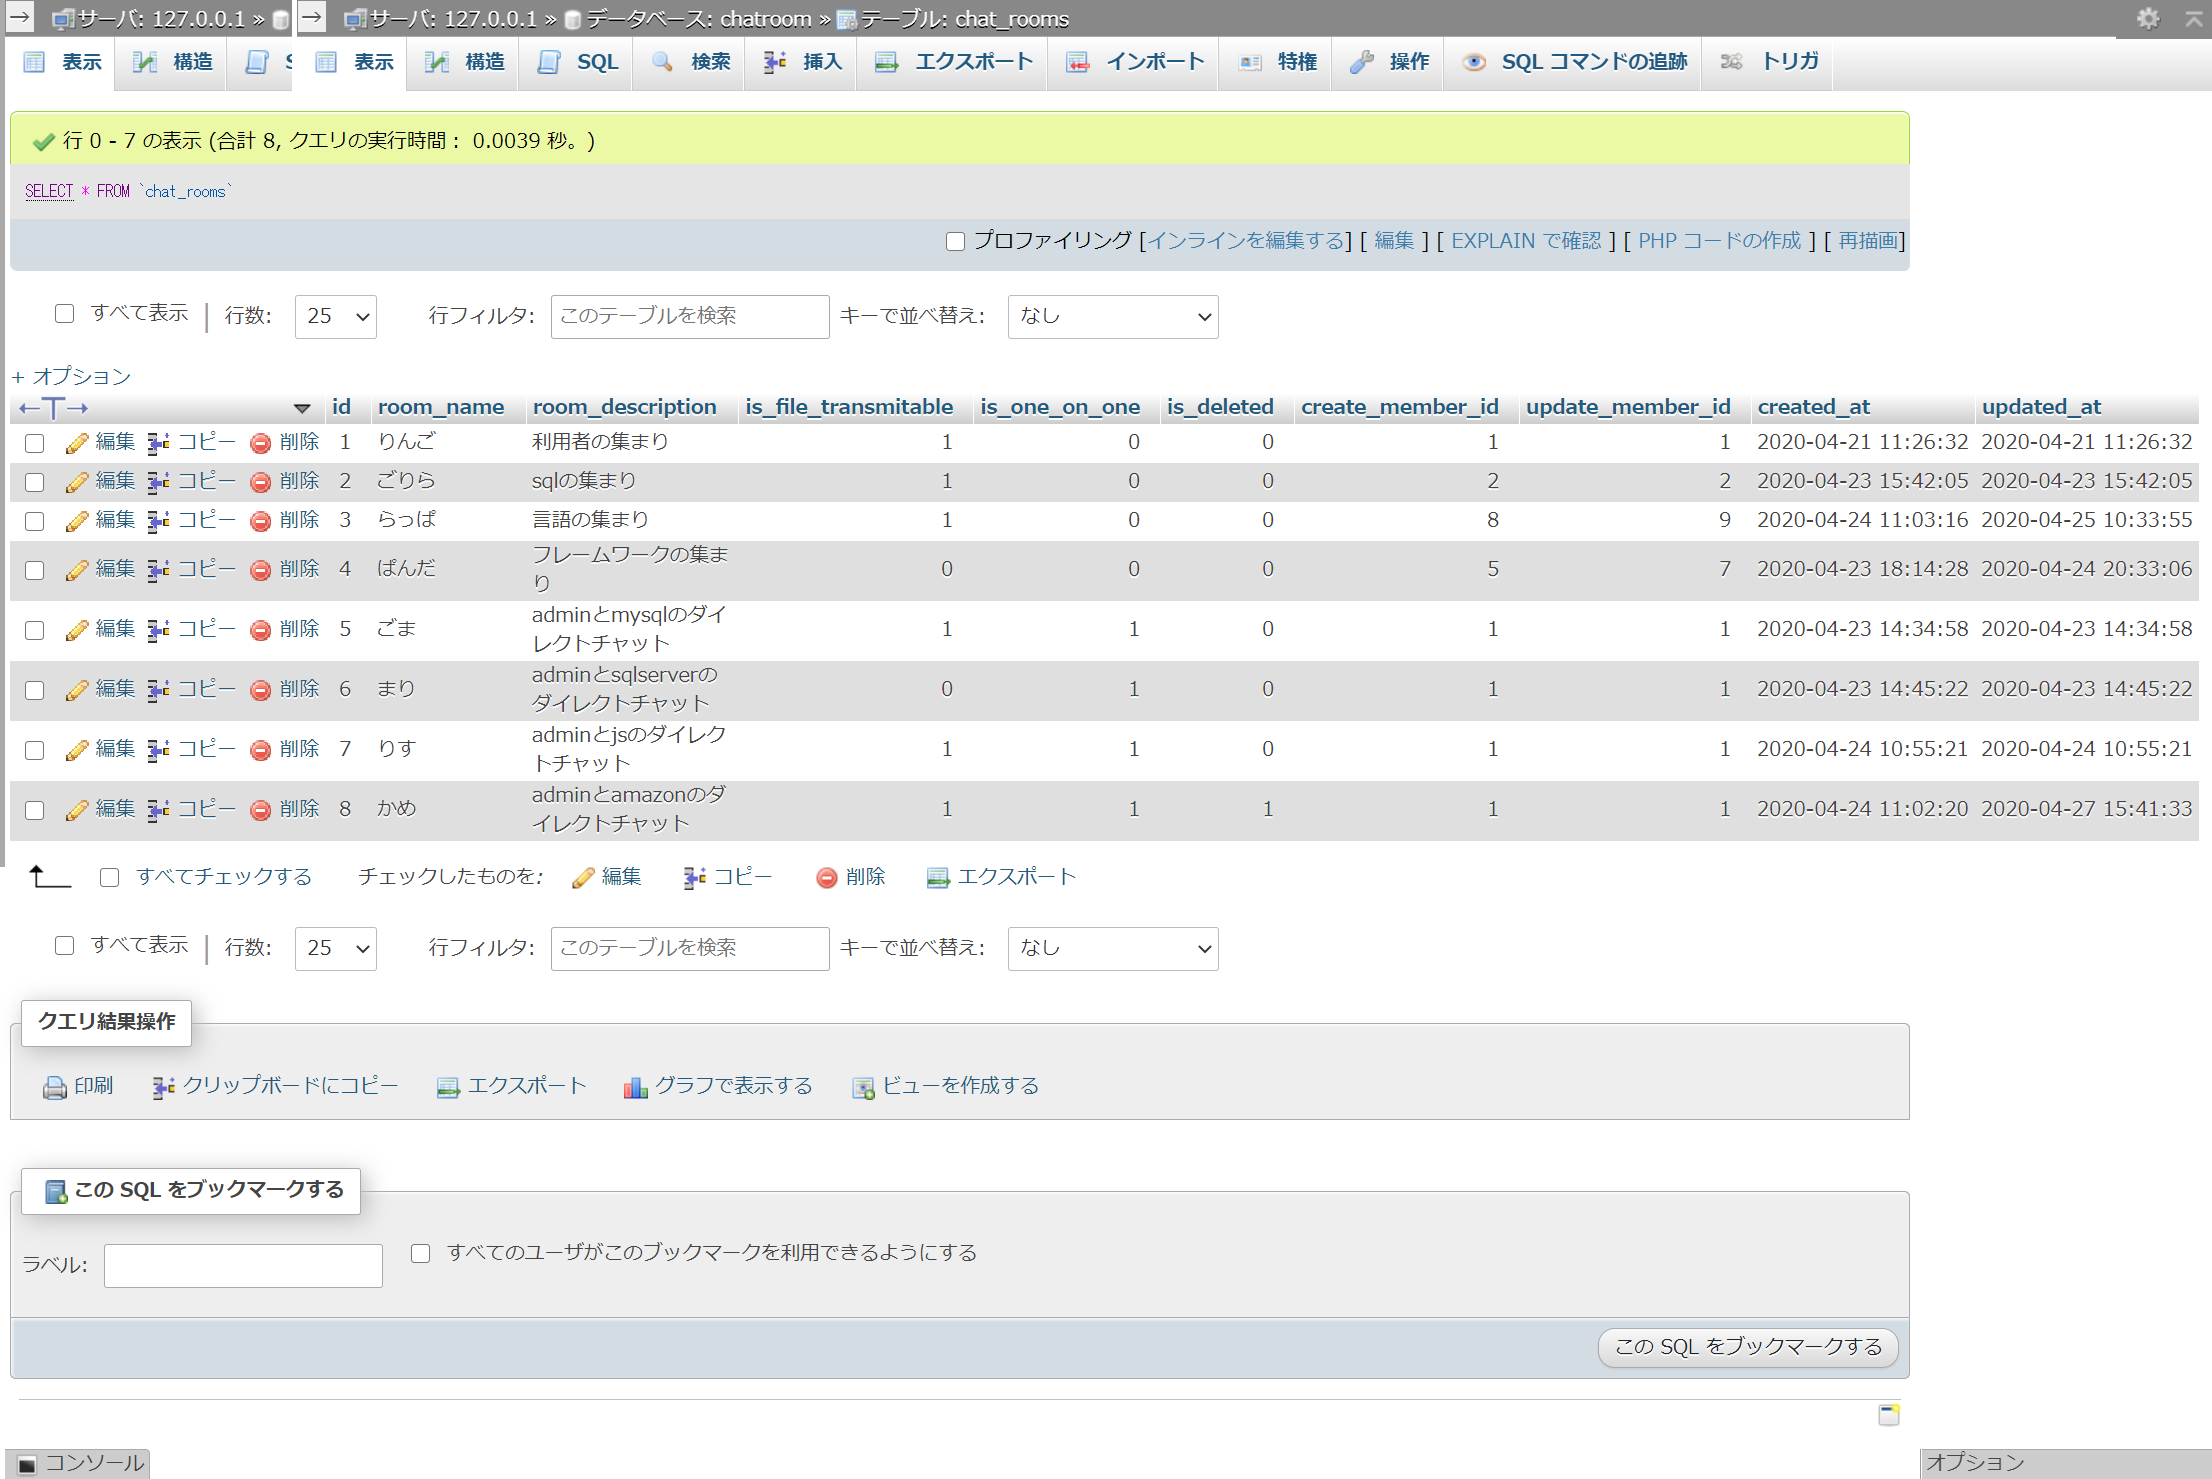 → サーバ: 127.0.0.1 » → サーバ: 127.0.0.1 » データベース: chatroom » テーブル: chat_rooms
表示 構造 S 表示 構造 SQL 検索 挿入 エクスポート インポート 特権 操作 SQL コマンドの追跡 トリガ
行 0 - 7 の表示 (合計 8, クエリの実行時間： 0.0039 秒。)
SELECT * FROM `chat_rooms`
プロファイリング [インラインを編集する] [ 編集 ] [ EXPLAIN で確認 ] [ PHP コードの作成 ] [ 再描画]
すべて表示 行数: 25 行フィルタ: このテーブルを検索 キーで並べ替え: なし
+ オプション
←T→ id room_name room_description is_file_transmitable is_one_on_one is_deleted create_member_id update_member_id created_at updated_at
編集 コピー 削除 1 りんご 利用者の集まり 1 0 0 1 1 2020-04-21 11:26:32 2020-04-21 11:26:32
編集 コピー 削除 2 ごりら sqlの集まり 1 0 0 2 2 2020-04-23 15:42:05 2020-04-23 15:42:05
編集 コピー 削除 3 らっぱ 言語の集まり 1 0 0 8 9 2020-04-24 11:03:16 2020-04-25 10:33:55
編集 コピー 削除 4 ぱんだ フレームワークの集ま
り 0 0 0 5 7 2020-04-23 18:14:28 2020-04-24 20:33:06
編集 コピー 削除 5 ごま adminとmysqlのダイ
レクトチャット 1 1 0 1 1 2020-04-23 14:34:58 2020-04-23 14:34:58
編集 コピー 削除 6 まり adminとsqlserverの
ダイレクトチャット 0 1 0 1 1 2020-04-23 14:45:22 2020-04-23 14:45:22
編集 コピー 削除 7 りす adminとjsのダイレク
トチャット 1 1 0 1 1 2020-04-24 10:55:21 2020-04-24 10:55:21
編集 コピー 削除 8 かめ adminとamazonのダ
イレクトチャット 1 1 1 1 1 2020-04-24 11:02:20 2020-04-27 15:41:33
すべてチェックする チェックしたものを: 編集 コピー 削除 エクスポート
すべて表示 行数: 25 行フィルタ: このテーブルを検索 キーで並べ替え: なし
クエリ結果操作
印刷 クリップボードにコピー エクスポート グラフで表示する ビューを作成する
この SQL をブックマークする
ラベル: すべてのユーザがこのブックマークを利用できるようにする
この SQL をブックマークする
コンソール オプション